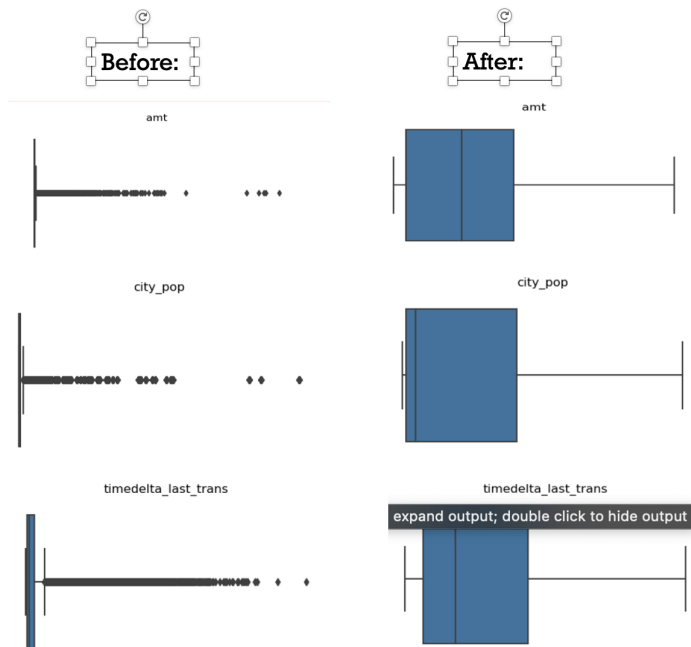 Before:
amt
city_pop
timedelta_last_trans
After:
amt
city_pop
timedelta_last_trans
expand output; double click to hide output